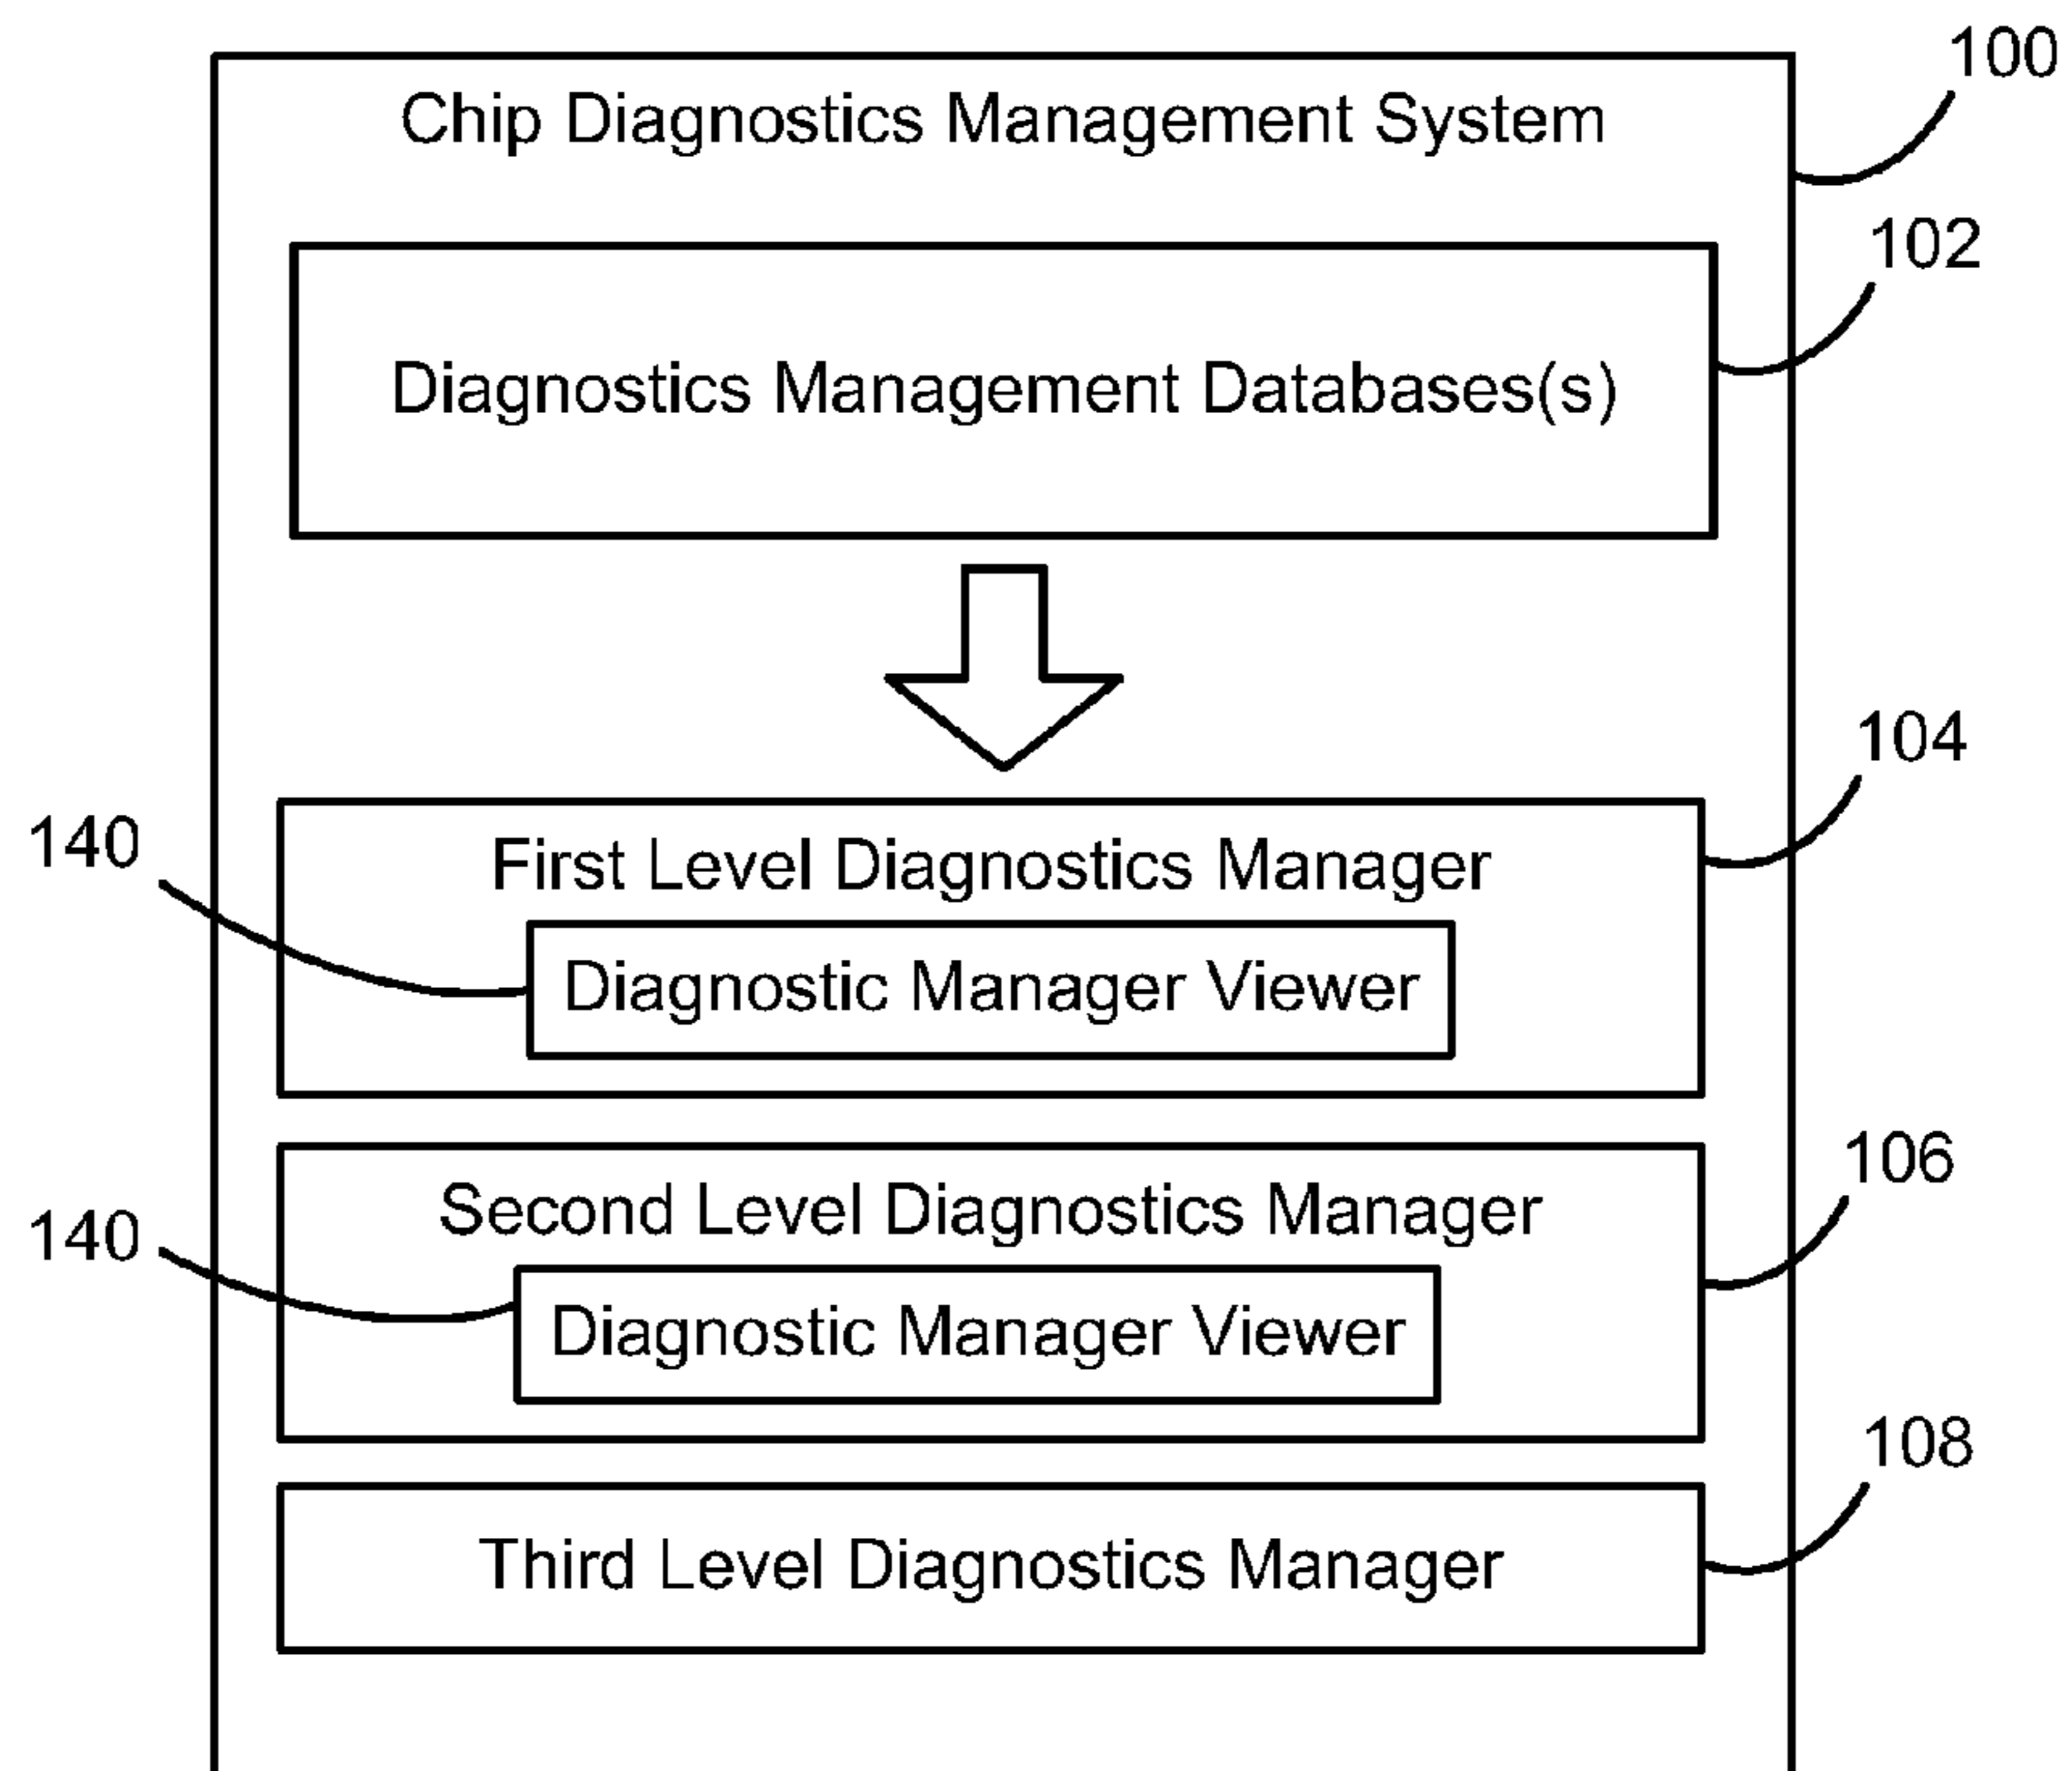 100
Chip Diagnostics Management System
102
Diagnostics Management Databases(s)
104
140
First Level Diagnostics Manager
Diagnostic Manager Viewer
106
140
Second Level Diagnostics Manager
Diagnostic Manager Viewer
108
Third Level Diagnostics Manager